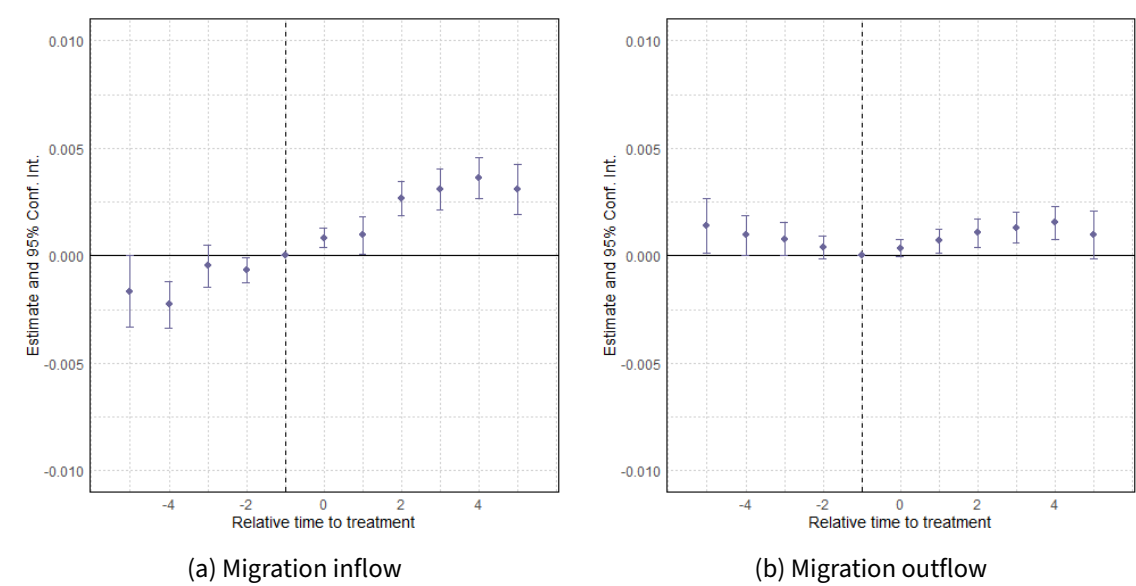 0.010
0.005
0.000
-0.005
-0.010
Estimate and 95% Conf. Int.
-4 -2 0 2 4
Relative time to treatment
(a) Migration inflow
0.010
0.005
0.000
-0.005
-0.010
Estimate and 95% Conf. Int.
-4 -2 0 2 4
Relative time to treatment
(b) Migration outflow